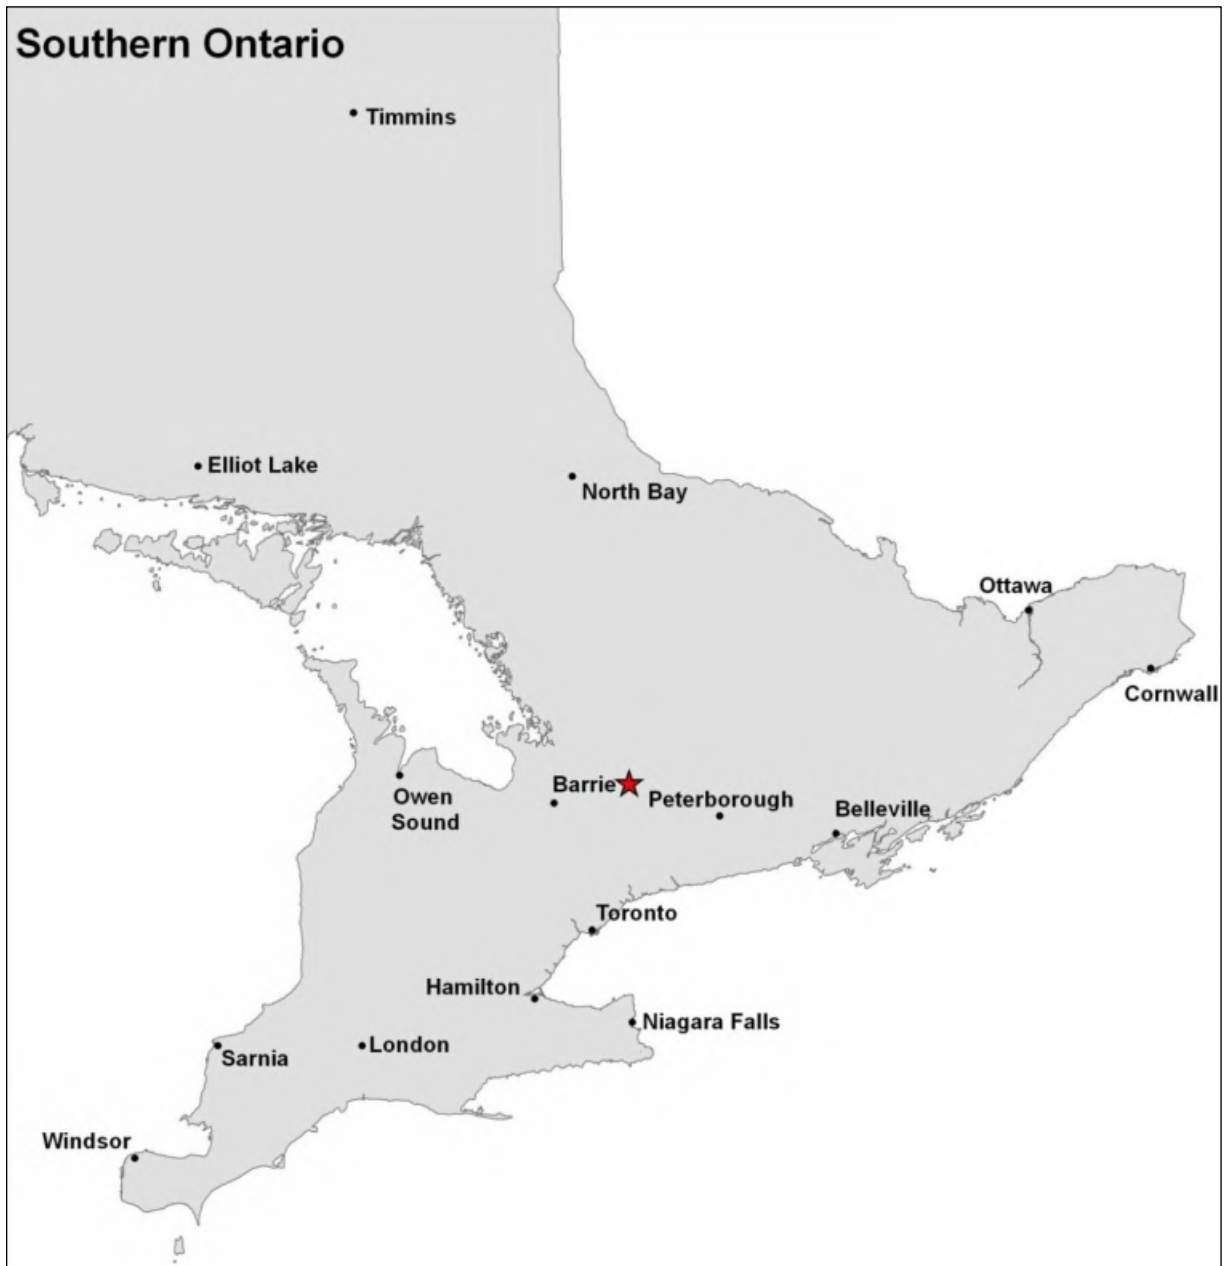 Southern Ontario
Timmins
Elliot Lake
North Bay
Ottawa
Cornwall
Barrie
Peterborough
Owen
Sound
Belleville
Toronto
Hamilton
Niagara Falls
London
Sarnia
Windsor